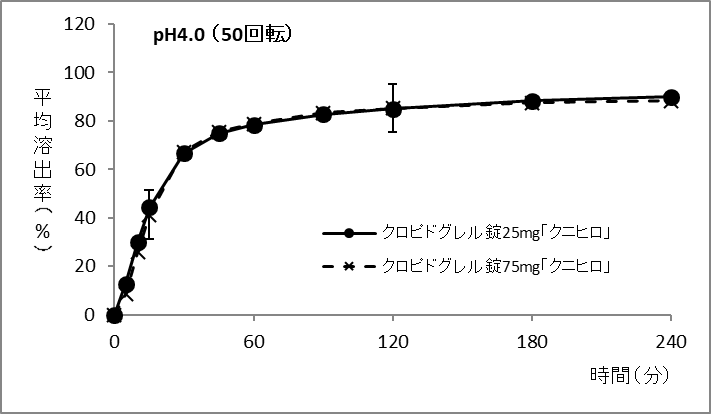 pH4.0（50回転）
120
100
80
60
40
20
0
平均溶出率（％）
クロピドグレル錠25mg「クニヒロ」
クロピドグレル錠75mg「クニヒロ」
0 60 120 180 240
時間（分）